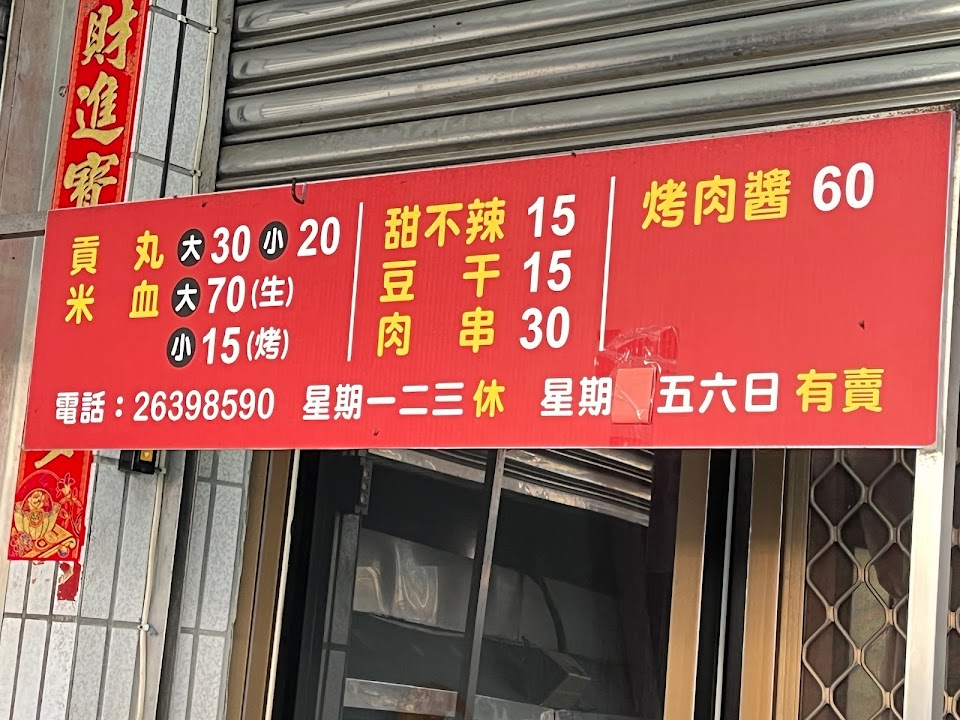 財進寶
貢丸 大30 小20
米血 大70(生)
小15(烤)
甜不辣 15
豆干 15
肉串 30
烤肉醬 60
電話：26398590 星期一二三休 星期 五六日有賣